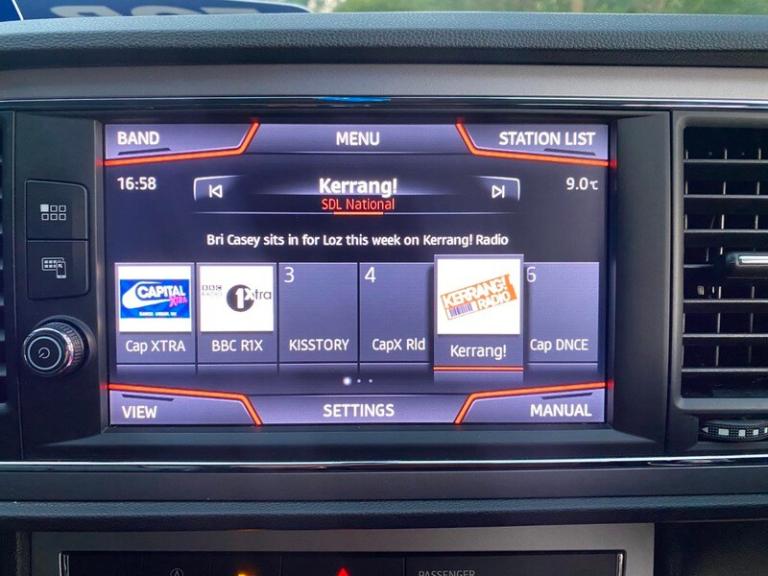 BAND
MENU
STATION LIST
16:58
Kerrang!
9.0℃
SDL National
Bri Casey sits in for Loz this week on Kerrang! Radio
CAPITAL
XTRA
BBC
RADIO
1Xtra
3
4
KERRANG!
RADIO
6
Cap XTRA
BBC R1X
KISSTORY
CapX Rld
Kerrang!
Cap DNCE
VIEW
SETTINGS
MANUAL
PASSENGER